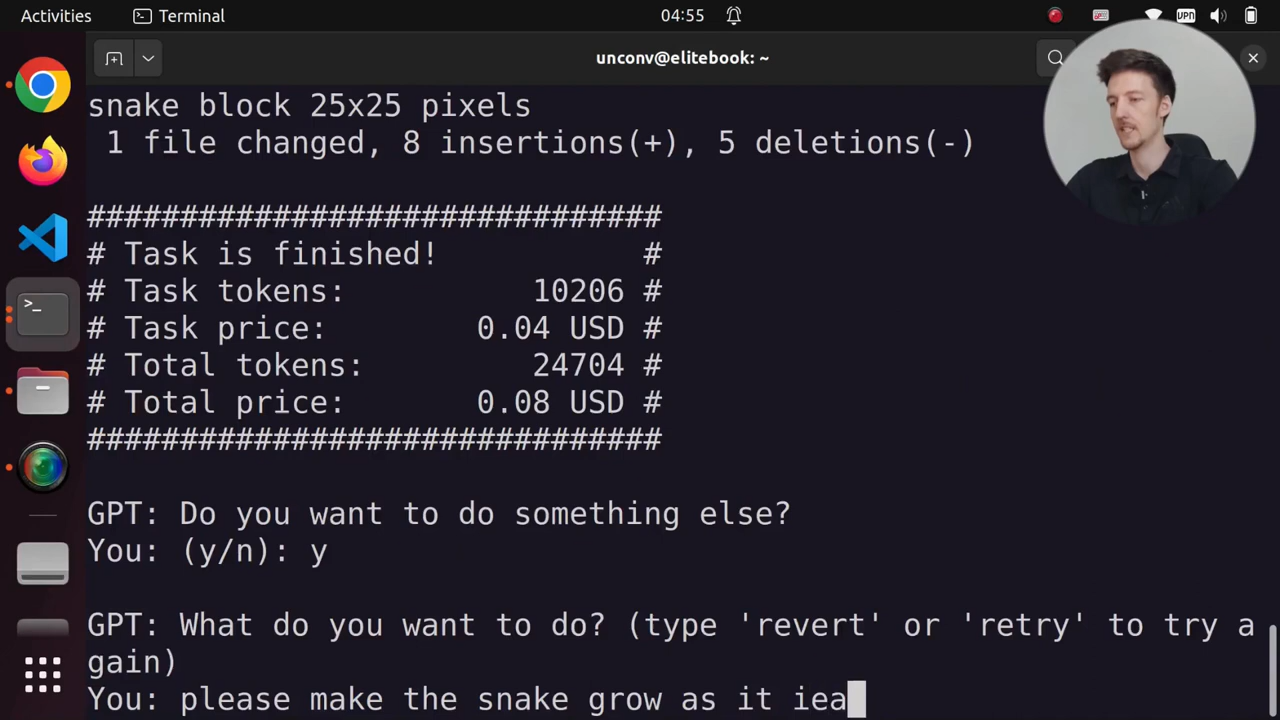 Activities
Terminal
04:55
VPN
unconv@elitebook: ~
snake block 25x25 pixels
1 file changed, 8 insertions(+), 5 deletions(-)
###############################
# Task is finished! #
# Task tokens: 10206 #
# Task price: 0.04 USD #
# Total tokens: 24704 #
# Total price: 0.08 USD #
###############################
GPT: Do you want to do something else?
You: (y/n): y
GPT: What do you want to do? (type 'revert' or 'retry' to try a
gain)
You: please make the snake grow as it iea